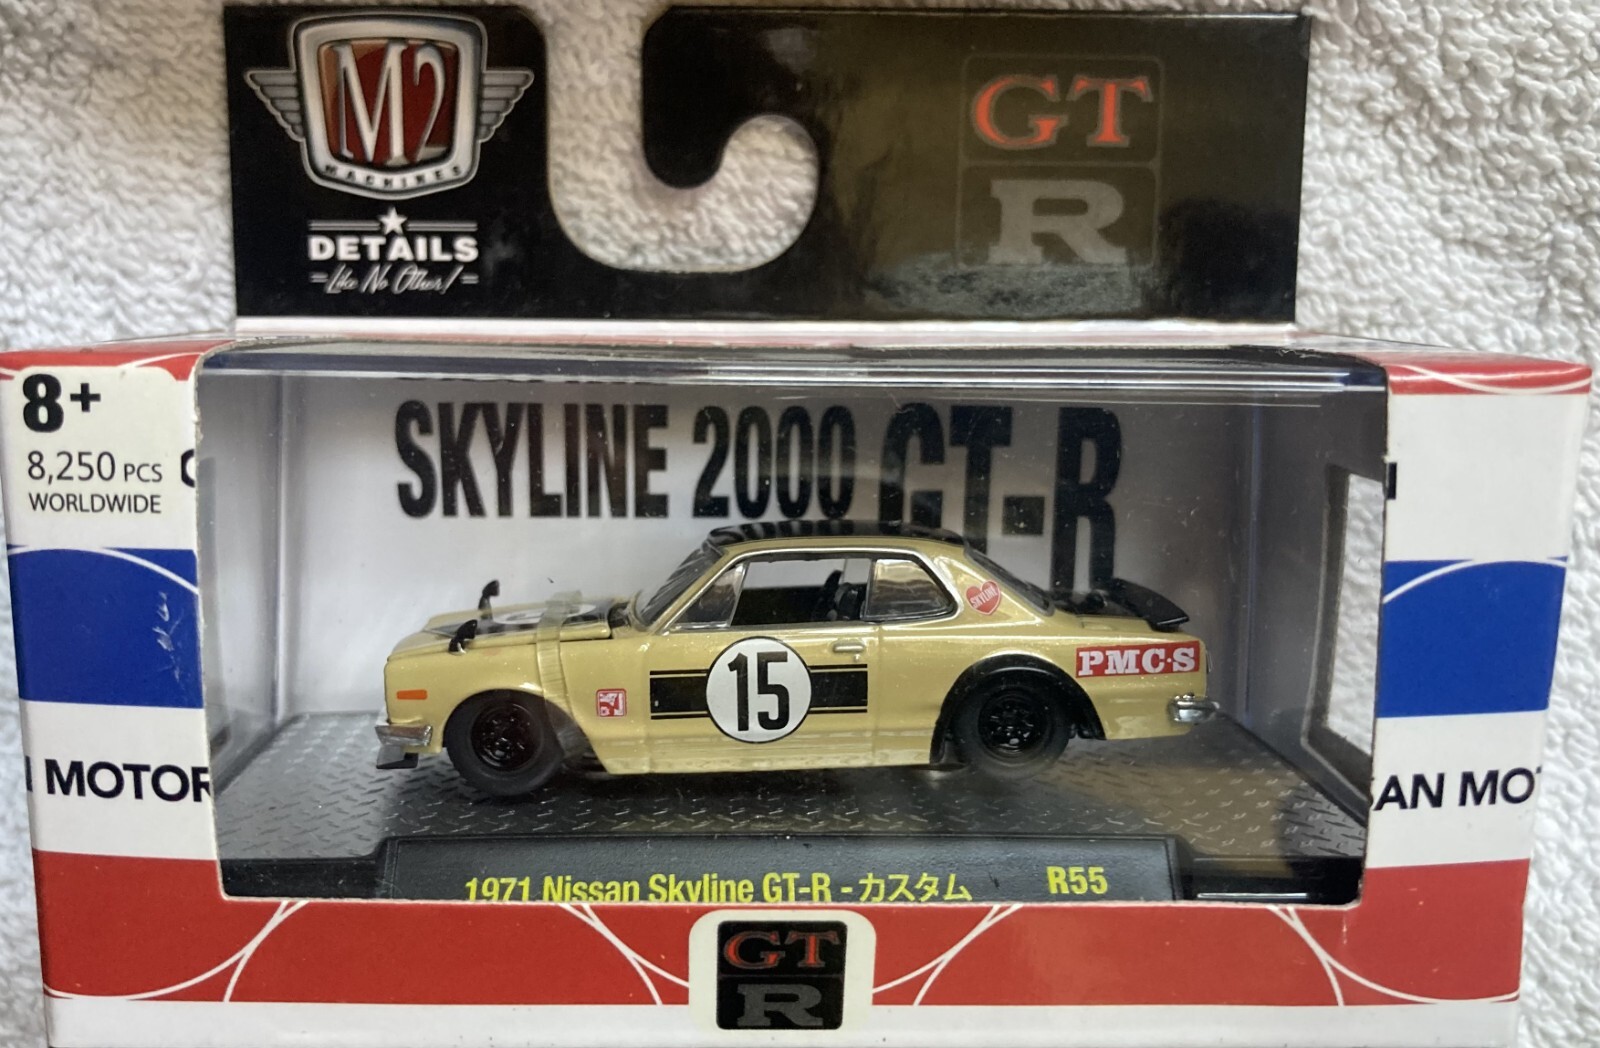 M2
MACHINES
DETAILS
Like No Other!
GT
R
8+
8,250 PCS
WORLDWIDE
SKYLINE 2000 GT-R
SKYLINE
15
PMC·S
MOTOR
SAN MOT
1971 Nissan Skyline GT-R - カスタム
R55
GT
R